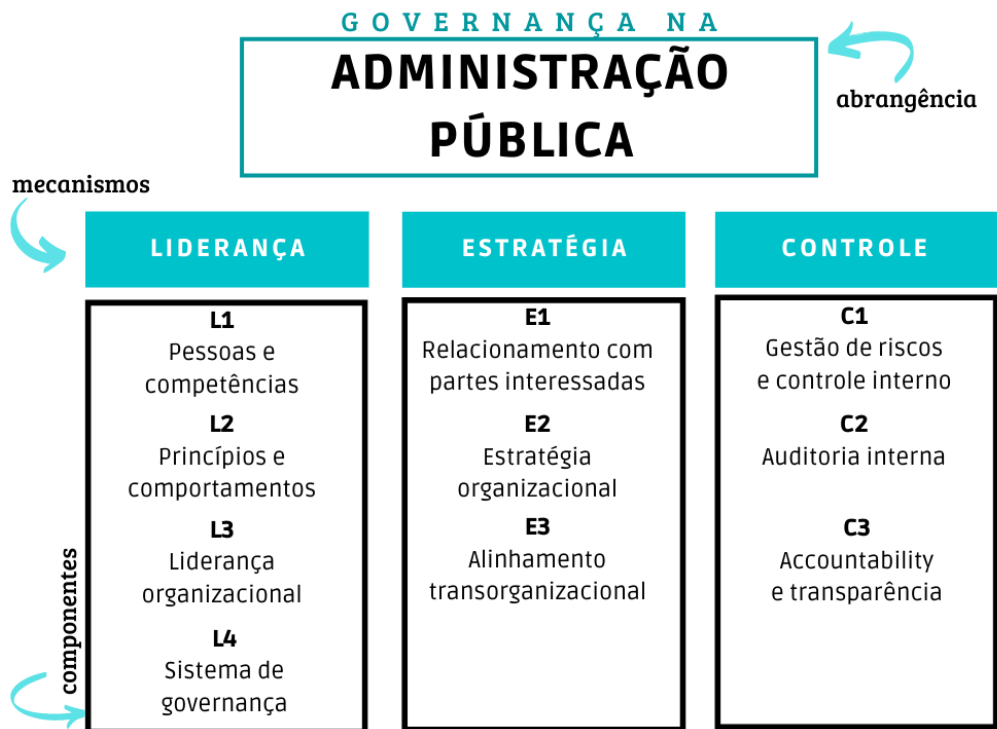 GOVERNANÇA NA
ADMINISTRAÇÃO
PÚBLICA
abrangência
mecanismos
LIDERANÇA
L1
Pessoas e
competências
L2
Princípios e
comportamentos
L3
Liderança
organizacional
L4
Sistema de
governança
ESTRATÉGIA
E1
Relacionamento com
partes interessadas
E2
Estratégia
organizacional
E3
Alinhamento
transorganizacional
CONTROLE
C1
Gestão de riscos
e controle interno
C2
Auditoria interna
C3
Accountability
e transparência
componentes